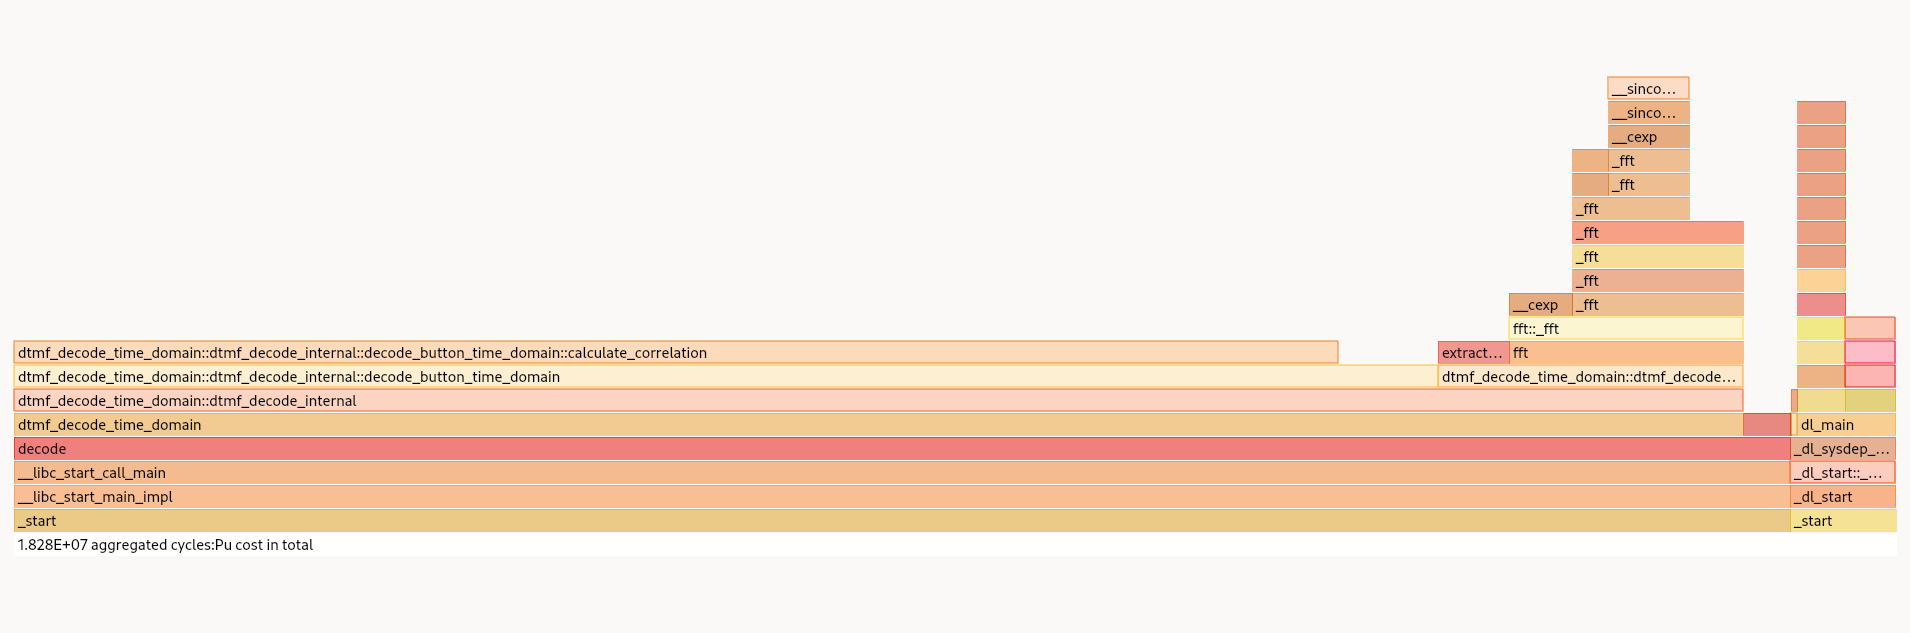 __sinco…
__sinco…
__cexp
_fft
_fft
_fft
_fft
_fft
_fft
__cexp _fft
fft::_fft
dtmf_decode_time_domain::dtmf_decode_internal::decode_button_time_domain::calculate_correlation extract… fft
dtmf_decode_time_domain::dtmf_decode_internal::decode_button_time_domain dtmf_decode_time_domain::dtmf_decode…
dtmf_decode_time_domain::dtmf_decode_internal
dtmf_decode_time_domain dl_main
decode _dl_sysdep_…
__libc_start_call_main _dl_start::_…
__libc_start_main_impl _dl_start
_start _start
1.828E+07 aggregated cycles:Pu cost in total